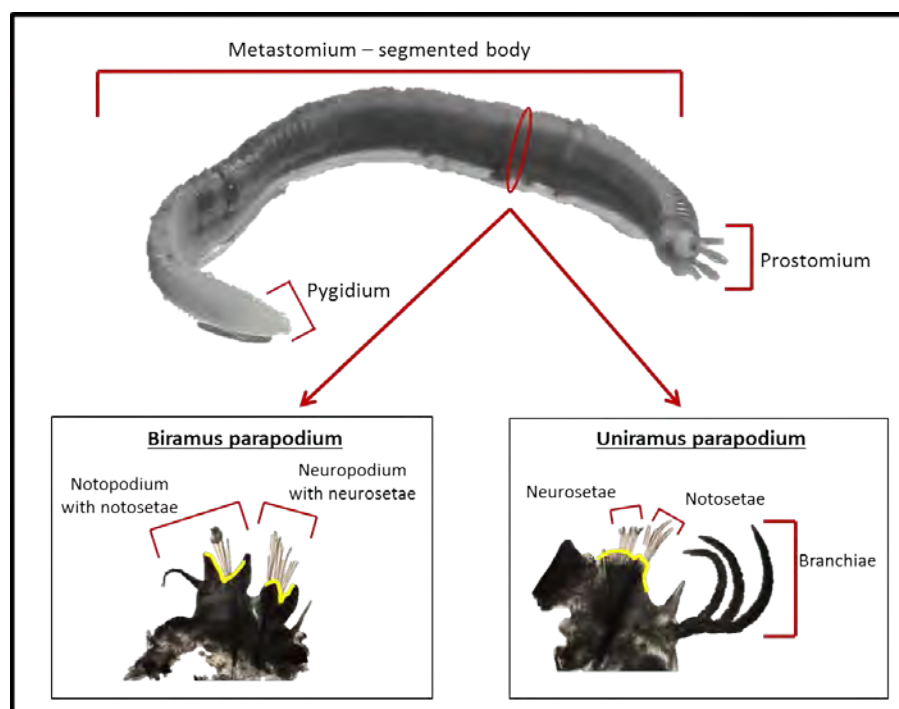 Metastomium – segmented body
Prostomium
Pygidium
Biramus parapodium
Notopodium
with notosetae
Neuropodium
with neurosetae
Uniramus parapodium
Neurosetae
Notosetae
Branchiae